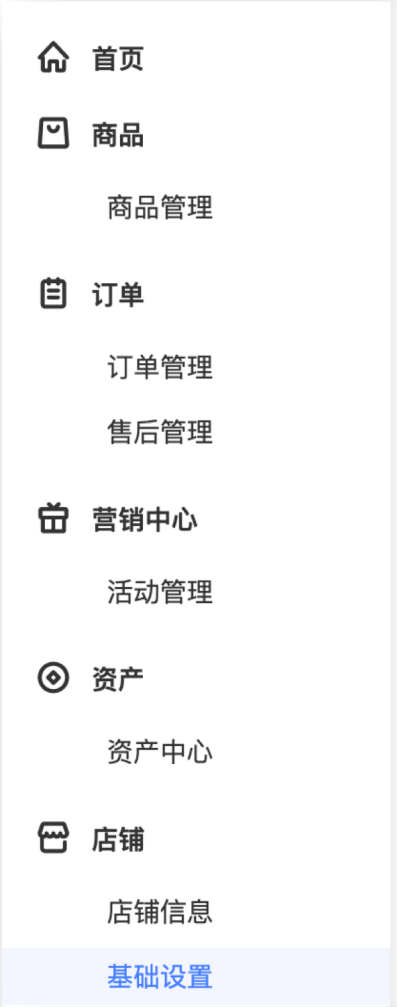 首页
商品
商品管理
订单
订单管理
售后管理
营销中心
活动管理
资产
资产中心
店铺
店铺信息
基础设置